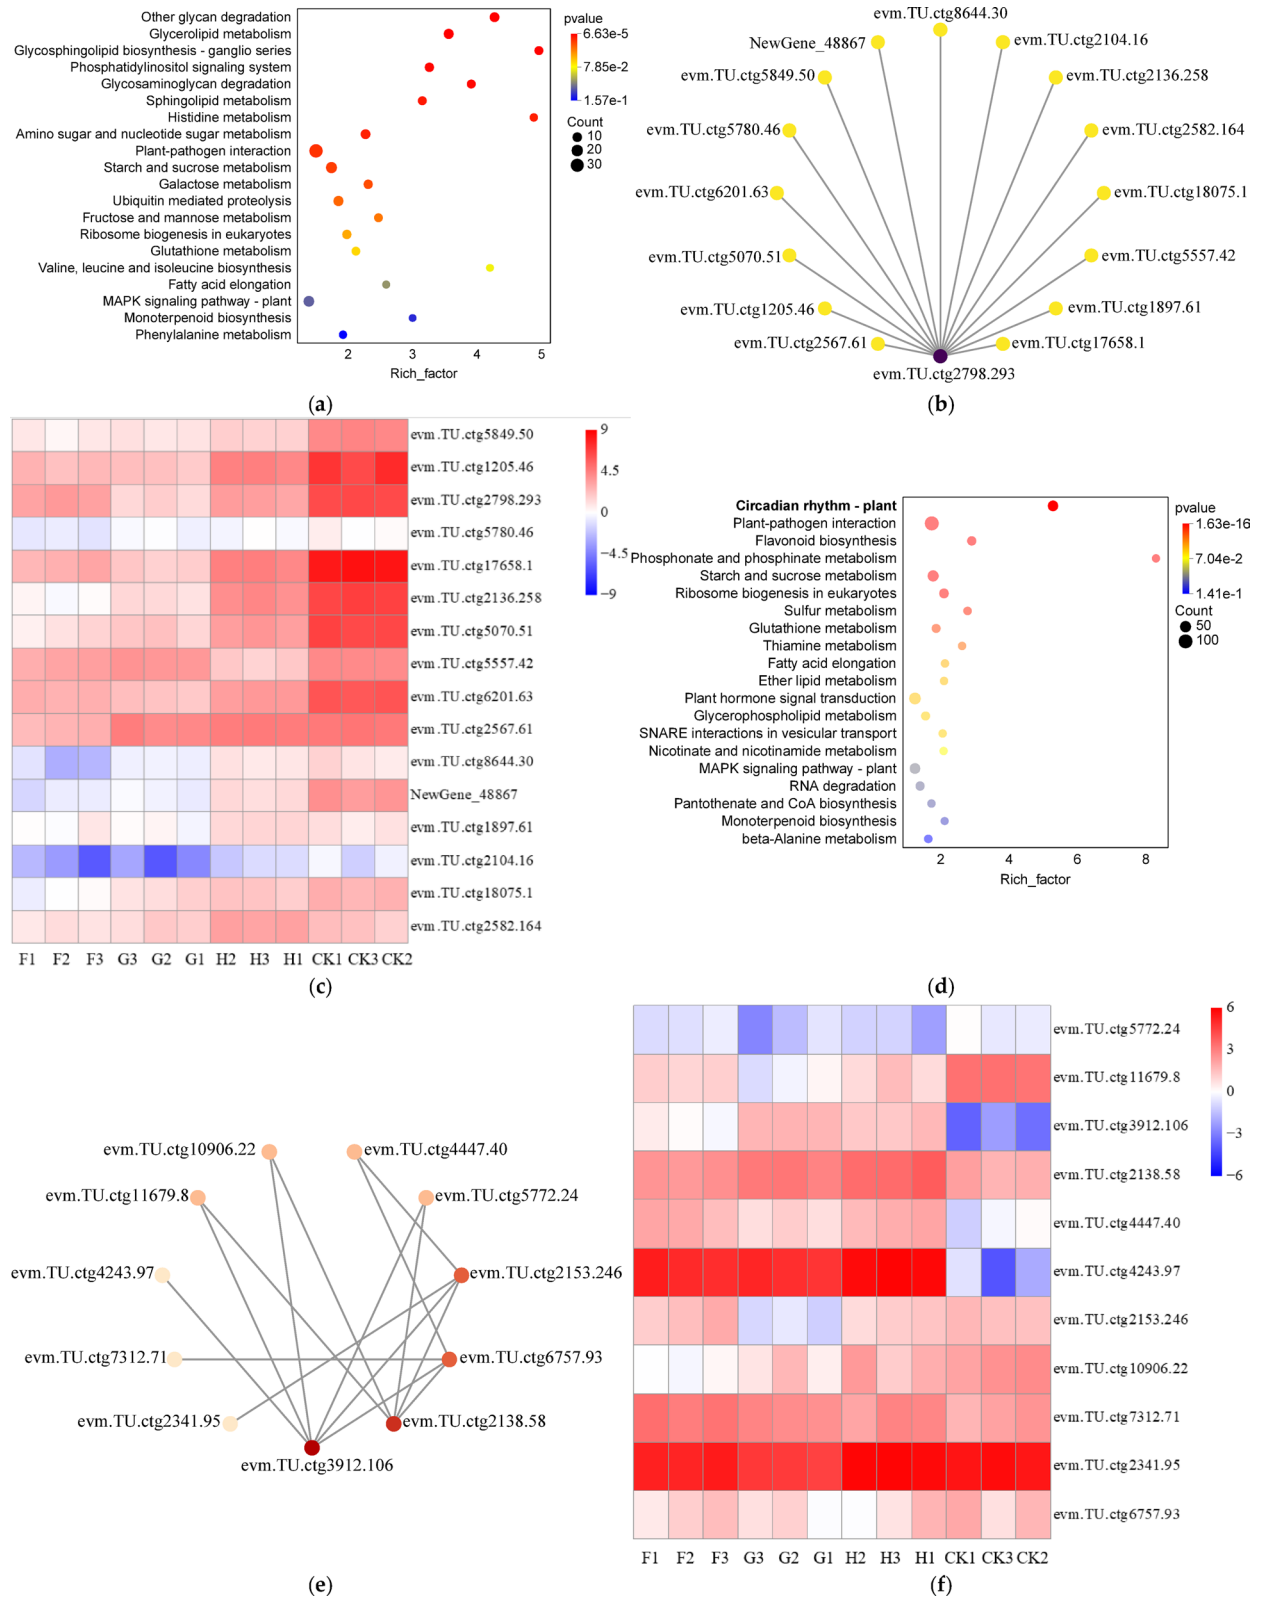 Other glycan degradation
Glycerolipid metabolism
Glycosphingolipid biosynthesis - ganglio series
Phosphatidylinositol signaling system
Glycosaminoglycan degradation
Sphingolipid metabolism
Histidine metabolism
Amino sugar and nucleotide sugar metabolism
Plant-pathogen interaction
Starch and sucrose metabolism
Galactose metabolism
Ubiquitin mediated proteolysis
Fructose and mannose metabolism
Ribosome biogenesis in eukaryotes
Glutathione metabolism
Valine, leucine and isoleucine biosynthesis
Fatty acid elongation
MAPK signaling pathway - plant
Monoterpenoid biosynthesis
Phenylalanine metabolism
2 3 4 5
Rich_factor
pvalue
6.63e-5
7.85e-2
1.57e-1
Count
10
20
30
(a)
evm.TU.ctg8644.30
NewGene_48867
evm.TU.ctg2104.16
evm.TU.ctg5849.50
evm.TU.ctg2136.258
evm.TU.ctg5780.46
evm.TU.ctg2582.164
evm.TU.ctg6201.63
evm.TU.ctg18075.1
evm.TU.ctg5070.51
evm.TU.ctg5557.42
evm.TU.ctg1205.46
evm.TU.ctg1897.61
evm.TU.ctg2567.61
evm.TU.ctg17658.1
evm.TU.ctg2798.293
(b)
evm.TU.ctg5849.50
evm.TU.ctg1205.46
evm.TU.ctg2798.293
evm.TU.ctg5780.46
evm.TU.ctg17658.1
evm.TU.ctg2136.258
evm.TU.ctg5070.51
evm.TU.ctg5557.42
evm.TU.ctg6201.63
evm.TU.ctg2567.61
evm.TU.ctg8644.30
NewGene_48867
evm.TU.ctg1897.61
evm.TU.ctg2104.16
evm.TU.ctg18075.1
evm.TU.ctg2582.164
F1 F2 F3 G3 G2 G1 H2 H3 H1 CK1 CK3 CK2
9
4.5
0
−4.5
−9
(c)
Circadian rhythm - plant
Plant-pathogen interaction
Flavonoid biosynthesis
Phosphonate and phosphinate metabolism
Starch and sucrose metabolism
Ribosome biogenesis in eukaryotes
Sulfur metabolism
Glutathione metabolism
Thiamine metabolism
Fatty acid elongation
Ether lipid metabolism
Plant hormone signal transduction
Glycerophospholipid metabolism
SNARE interactions in vesicular transport
Nicotinate and nicotinamide metabolism
MAPK signaling pathway - plant
RNA degradation
Pantothenate and CoA biosynthesis
Monoterpenoid biosynthesis
beta-Alanine metabolism
2 4 6 8
Rich_factor
pvalue
1.63e-16
7.04e-2
1.41e-1
Count
50
100
(d)
evm.TU.ctg10906.22
evm.TU.ctg4447.40
evm.TU.ctg11679.8
evm.TU.ctg5772.24
evm.TU.ctg4243.97
evm.TU.ctg2153.246
evm.TU.ctg7312.71
evm.TU.ctg6757.93
evm.TU.ctg2341.95
evm.TU.ctg2138.58
evm.TU.ctg3912.106
(e)
evm.TU.ctg5772.24
evm.TU.ctg11679.8
evm.TU.ctg3912.106
evm.TU.ctg2138.58
evm.TU.ctg4447.40
evm.TU.ctg4243.97
evm.TU.ctg2153.246
evm.TU.ctg10906.22
evm.TU.ctg7312.71
evm.TU.ctg2341.95
evm.TU.ctg6757.93
F1 F2 F3 G3 G2 G1 H2 H3 H1 CK1 CK3 CK2
6
3
0
−3
−6
(f)